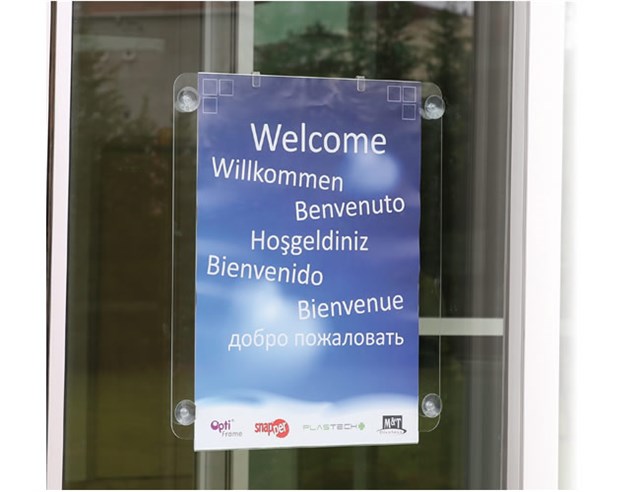 Welcome
Willkommen
Benvenuto
Hoşgeldiniz
Bienvenido
Bienvenue
добро пожаловать
Opti frame
snapper
PLASTECH
M&T